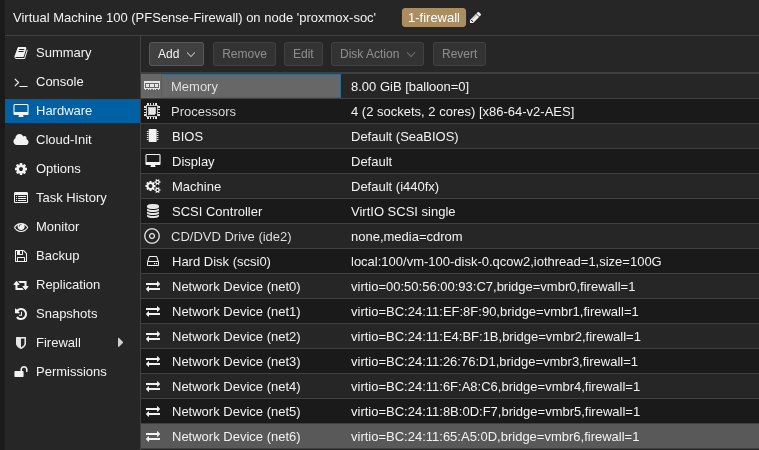 Virtual Machine 100 (PFSense-Firewall) on node 'proxmox-soc' 1-firewall
Summary
Console
Hardware
Cloud-Init
Options
Task History
Monitor
Backup
Replication
Snapshots
Firewall
Permissions
Add Remove Edit Disk Action Revert
Memory 8.00 GiB [balloon=0]
Processors 4 (2 sockets, 2 cores) [x86-64-v2-AES]
BIOS Default (SeaBIOS)
Display Default
Machine Default (i440fx)
SCSI Controller VirtIO SCSI single
CD/DVD Drive (ide2) none,media=cdrom
Hard Disk (scsi0) local:100/vm-100-disk-0.qcow2,iothread=1,size=100G
Network Device (net0) virtio=00:50:56:00:93:C7,bridge=vmbr0,firewall=1
Network Device (net1) virtio=BC:24:11:EF:8F:90,bridge=vmbr1,firewall=1
Network Device (net2) virtio=BC:24:11:E4:BF:1B,bridge=vmbr2,firewall=1
Network Device (net3) virtio=BC:24:11:26:76:D1,bridge=vmbr3,firewall=1
Network Device (net4) virtio=BC:24:11:6F:A8:C6,bridge=vmbr4,firewall=1
Network Device (net5) virtio=BC:24:11:8B:0D:F7,bridge=vmbr5,firewall=1
Network Device (net6) virtio=BC:24:11:65:A5:0D,bridge=vmbr6,firewall=1